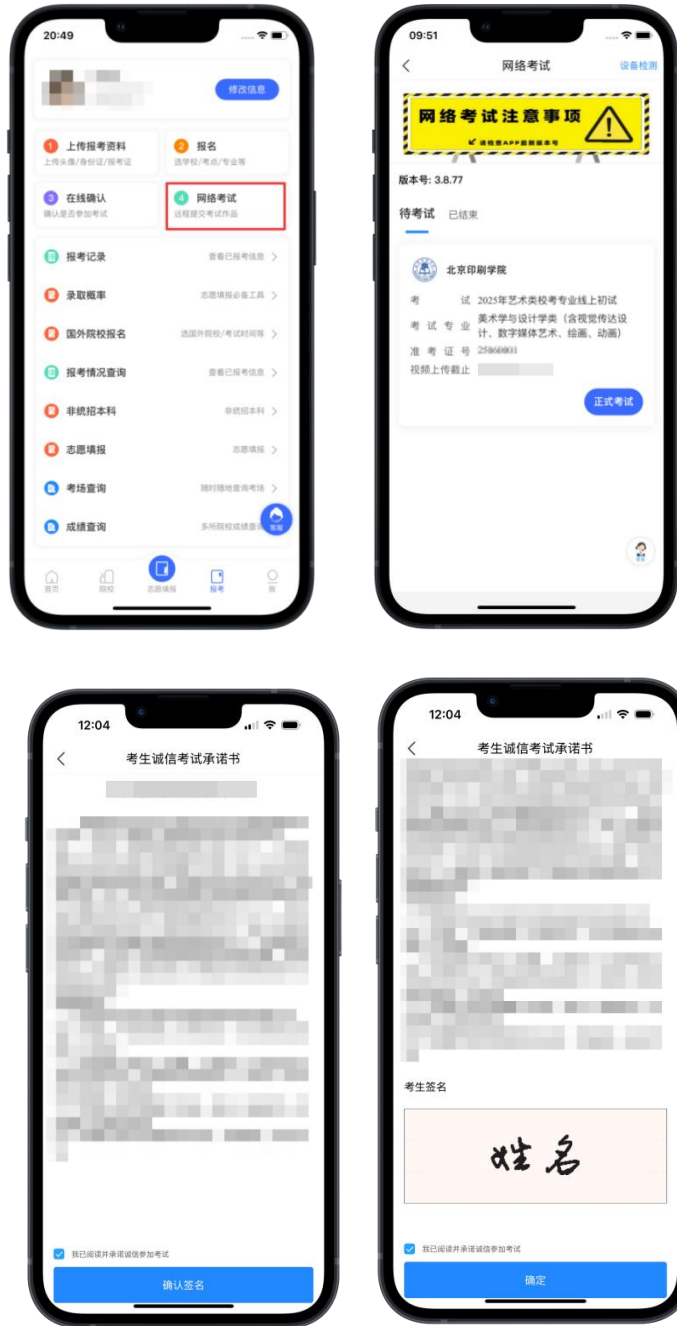 20:49
修改信息
1 上传报考资料
上传头像/身份证/报考证
2 报名
选学校/考点/专业等
3 在线确认
确认是否参加考试
4 网络考试
远程提交考试作品
报考记录 查看已报考信息
录取概率 志愿填报必备工具
国外院校报名 选国外院校/考试时间等
报考情况查询 查看已报考信息
非统招本科 非统招本科
志愿填报 志愿填报
考场查询 随时随地查询考场
成绩查询 多所院校成绩查
客服
首页 院校 志愿填报 报考 我
09:51
网络考试 设备检测
网络考试注意事项
请检查APP最新版本号
版本号: 3.8.77
待考试 已结束
北京印刷学院
考试 2025年艺术类校考专业线上初试
考试专业 美术学与设计学类（含视觉传达设
计、数字媒体艺术、绘画、动画）
准考证号 25860801
视频上传截止
正式考试
12:04
考生诚信考试承诺书
我已阅读并承诺诚信参加考试
确认签名
12:04
考生诚信考试承诺书
考生签名
姓名
我已阅读并承诺诚信参加考试
确定